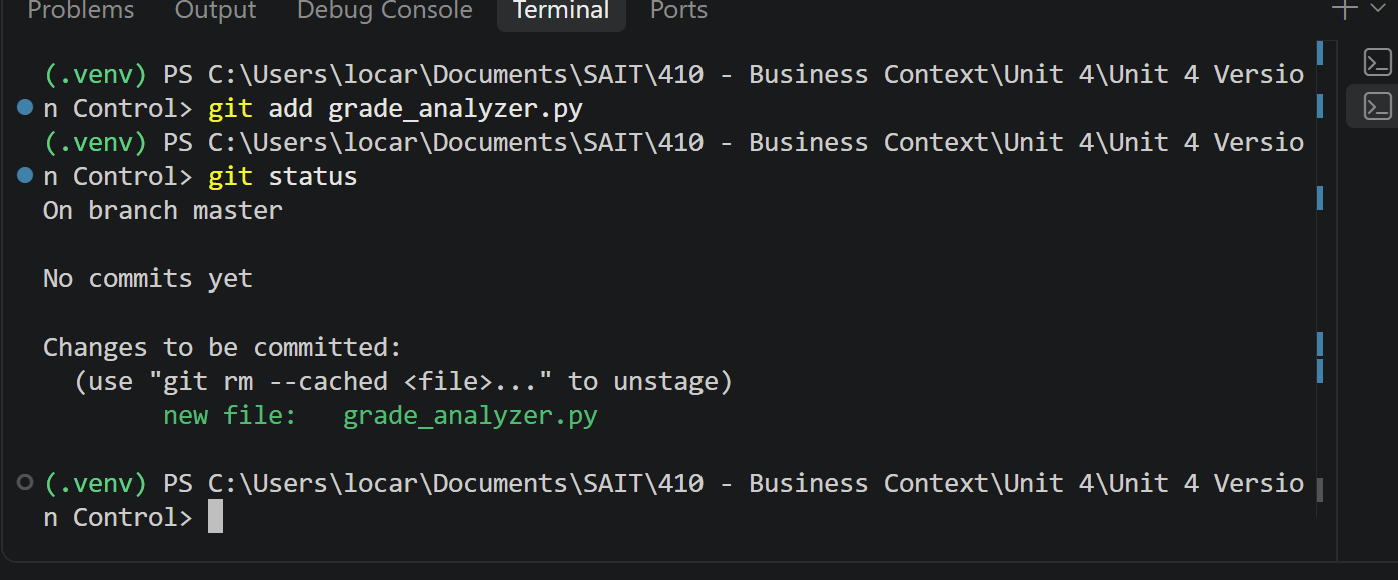 Problems Output Debug Console Terminal Ports
(.venv) PS C:\Users\locar\Documents\SAIT\410 - Business Context\Unit 4\Unit 4 Versio
n Control> git add grade_analyzer.py
(.venv) PS C:\Users\locar\Documents\SAIT\410 - Business Context\Unit 4\Unit 4 Versio
n Control> git status
On branch master
No commits yet
Changes to be committed:
(use "git rm --cached <file>..." to unstage)
new file: grade_analyzer.py
(.venv) PS C:\Users\locar\Documents\SAIT\410 - Business Context\Unit 4\Unit 4 Versio
n Control>